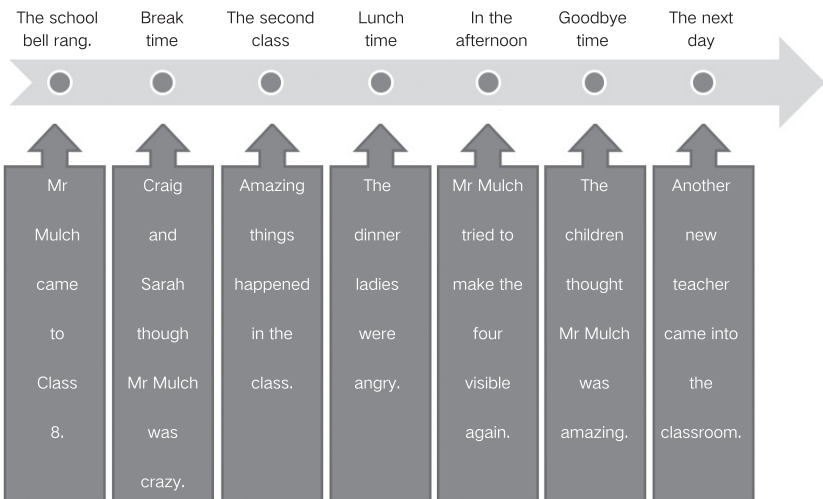 The school
bell rang.
Break
time
The second
class
Lunch
time
In the
afternoon
Goodbye
time
The next
day
Mr
Mulch
came
to
Class
8.
Craig
and
Sarah
though
Mr Mulch
was
crazy.
Amazing
things
happened
in the
class.
The
dinner
ladies
were
angry.
Mr Mulch
tried to
make the
four
visible
again.
The
children
thought
Mr Mulch
was
amazing.
Another
new
teacher
came into
the
classroom.